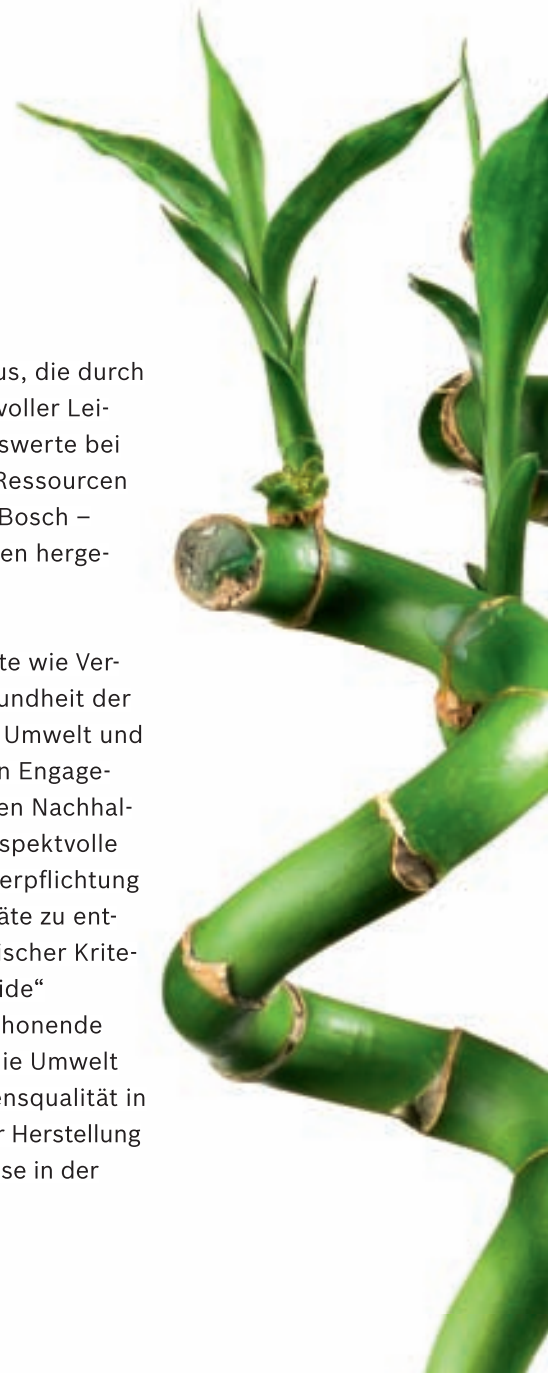 us, die durch
voller Lei-
swerte bei
Ressourcen
Bosch –
en herge-
te wie Ver-
undheit der
Umwelt und
n Engage-
en Nachhal-
spektvolle
erpflichtung
äte zu ent-
ischer Krite-
ide“
honende
ie Umwelt
ensqualität in
r Herstellung
se in der